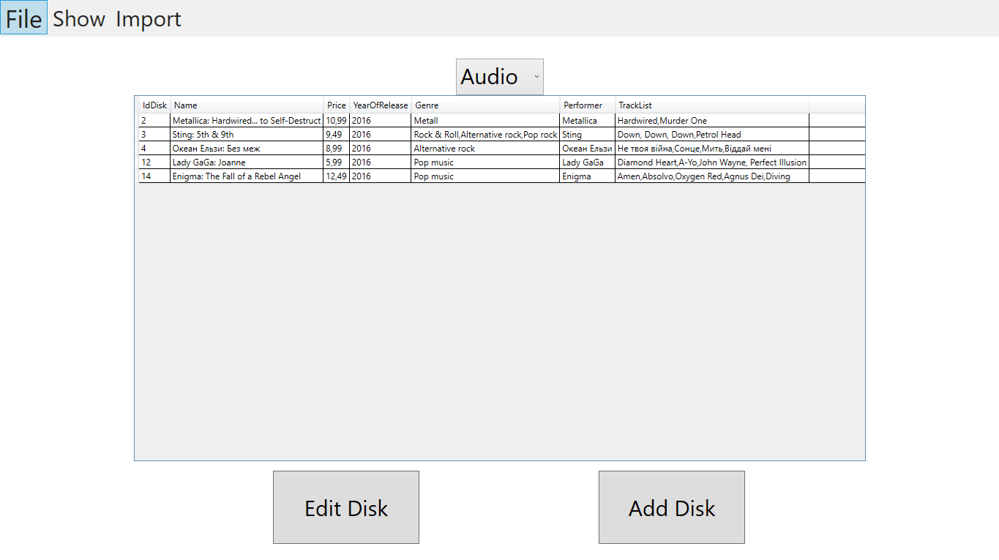 File Show Import
Audio
IdDisk Name Price YearOfRelease Genre Performer TrackList
2 Metallica: Hardwired... to Self-Destruct 10,99 2016 Metall Metallica Hardwired,Murder One
3 Sting: 5th & 9th 9,49 2016 Rock & Roll,Alternative rock,Pop rock Sting Down, Down, Down,Petrol Head
4 Океан Ельзи: Без меж 8,99 2016 Alternative rock Океан Ельзи Не твоя війна,Сонце,Мить,Віддай мені
12 Lady GaGa: Joanne 5,99 2016 Pop music Lady GaGa Diamond Heart,A-Yo,John Wayne, Perfect Illusion
14 Enigma: The Fall of a Rebel Angel 12,49 2016 Pop music Enigma Amen,Absolvo,Oxygen Red,Agnus Dei,Diving
Edit Disk Add Disk